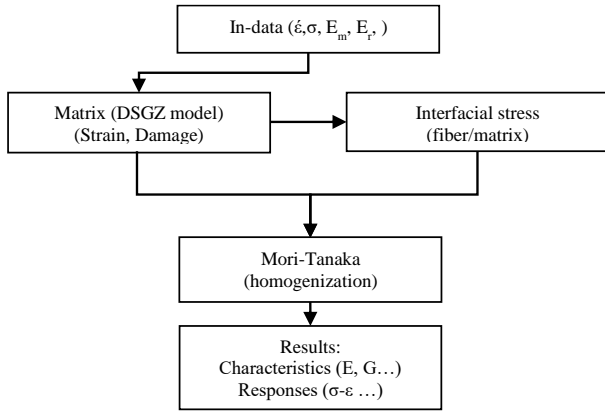 In-data (έ,σ, Eₘ, Eᵣ, )
Matrix (DSGZ model)
(Strain, Damage)
Interfacial stress
(fiber/matrix)
Mori-Tanaka
(homogenization)
Results:
Characteristics (E, G…)
Responses (σ-ε …)